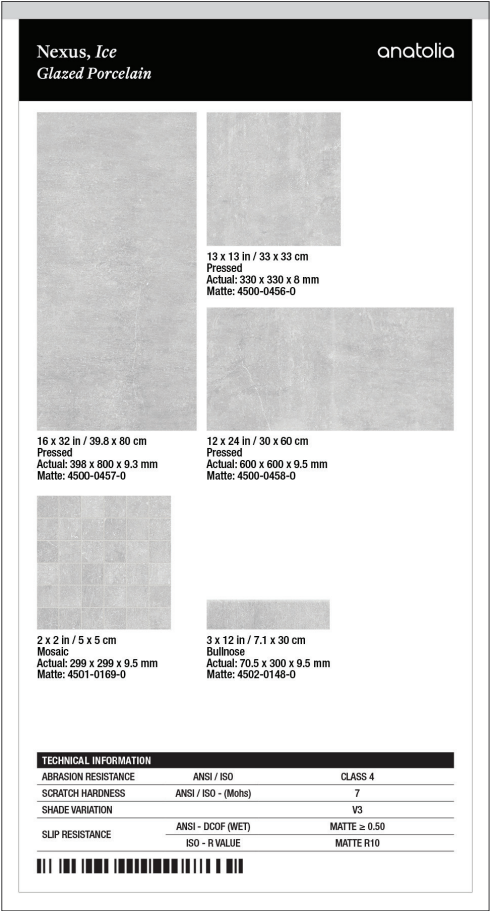 Nexus, Ice
Glazed Porcelain
anatolia
13 x 13 in / 33 x 33 cm
Pressed
Actual: 330 x 330 x 8 mm
Matte: 4500-0456-0
16 x 32 in / 39.8 x 80 cm
Pressed
Actual: 398 x 800 x 9.3 mm
Matte: 4500-0457-0
12 x 24 in / 30 x 60 cm
Pressed
Actual: 600 x 600 x 9.5 mm
Matte: 4500-0458-0
2 x 2 in / 5 x 5 cm
Mosaic
Actual: 299 x 299 x 9.5 mm
Matte: 4501-0169-0
3 x 12 in / 7.1 x 30 cm
Bullnose
Actual: 70.5 x 300 x 9.5 mm
Matte: 4502-0148-0
TECHNICAL INFORMATION
ABRASION RESISTANCE ANSI / ISO CLASS 4
SCRATCH HARDNESS ANSI / ISO - (Mohs) 7
SHADE VARIATION V3
SLIP RESISTANCE ANSI - DCOF (WET) MATTE ≥ 0.50
ISO - R VALUE MATTE R10